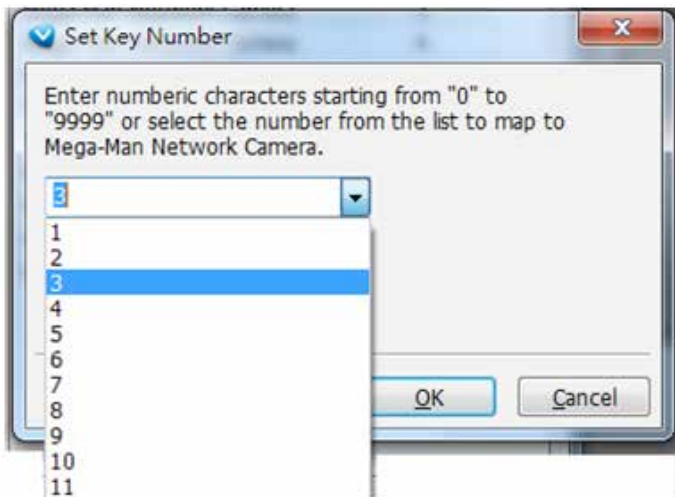 Set Key Number
Enter numberic characters starting from "0" to
"9999" or select the number from the list to map to
Mega-Man Network Camera.
3
1
2
3
4
5
6
7
8
9
10
11
OK
Cancel